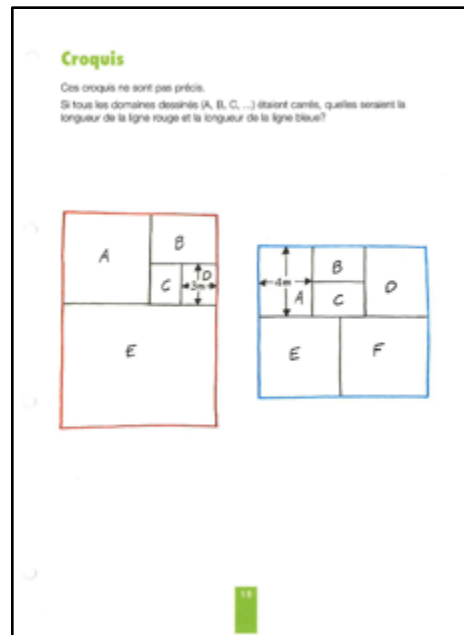 Croquis
Ces croquis ne sont pas précis.
Si tous les domaines dessinés (A, B, C, ...) étaient carrés, quelles seraient la
longueur de la ligne rouge et la longueur de la ligne bleue?
A
B
C
D
3m
E
4m
A
B
C
D
E
F
19